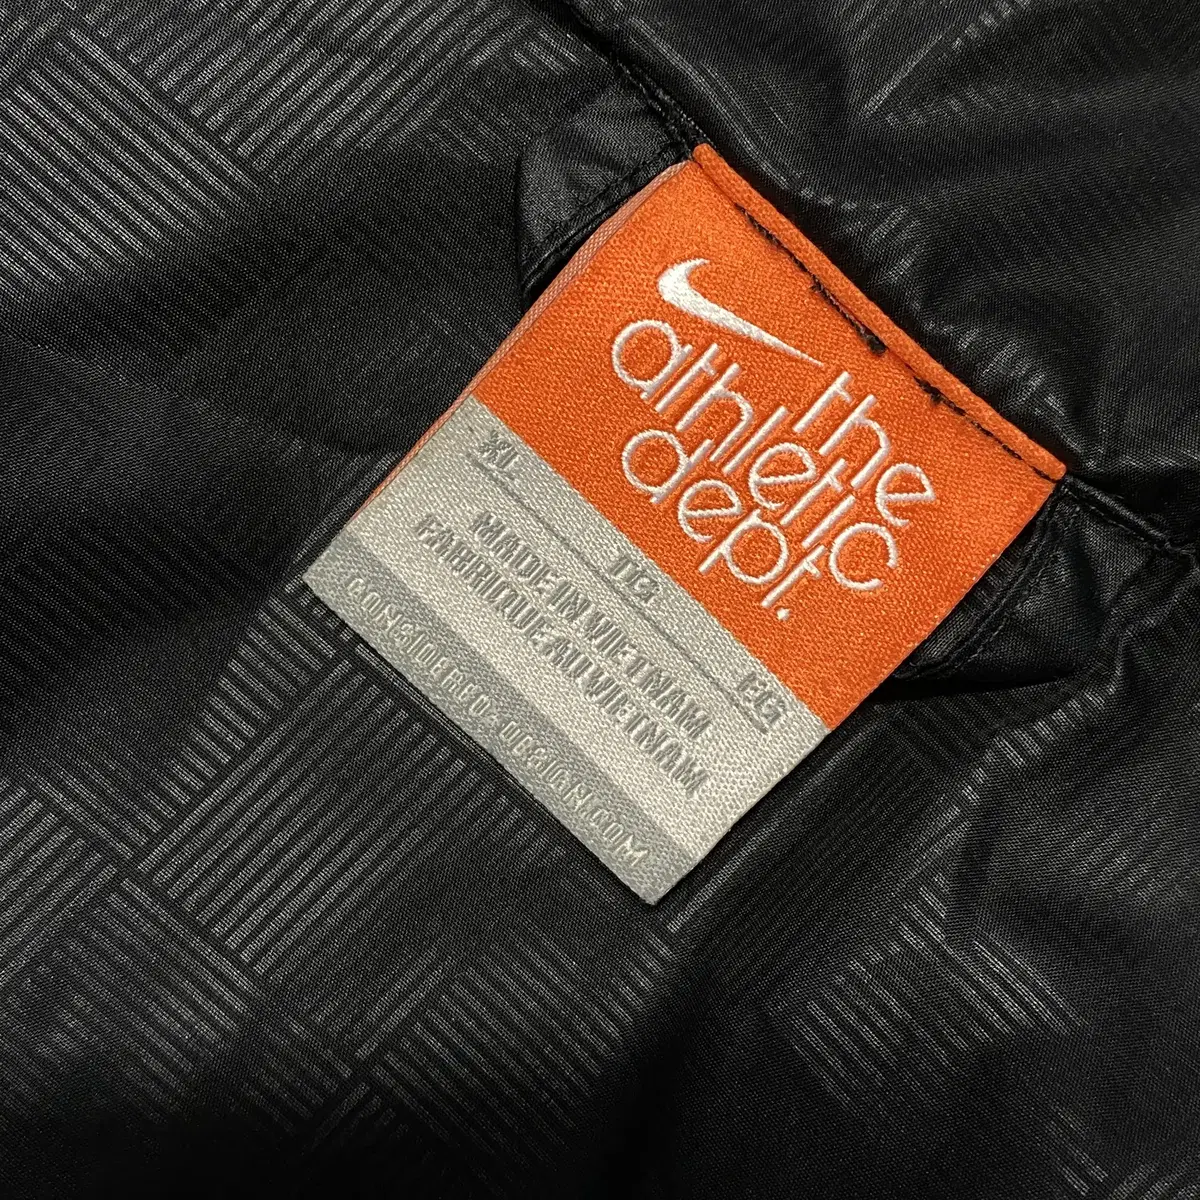 the
athletic
dept.
XL TG EG
MADE IN VIETNAM
FABRIQUE AU VIETNAM
CONSIDERED-DESIGN.COM